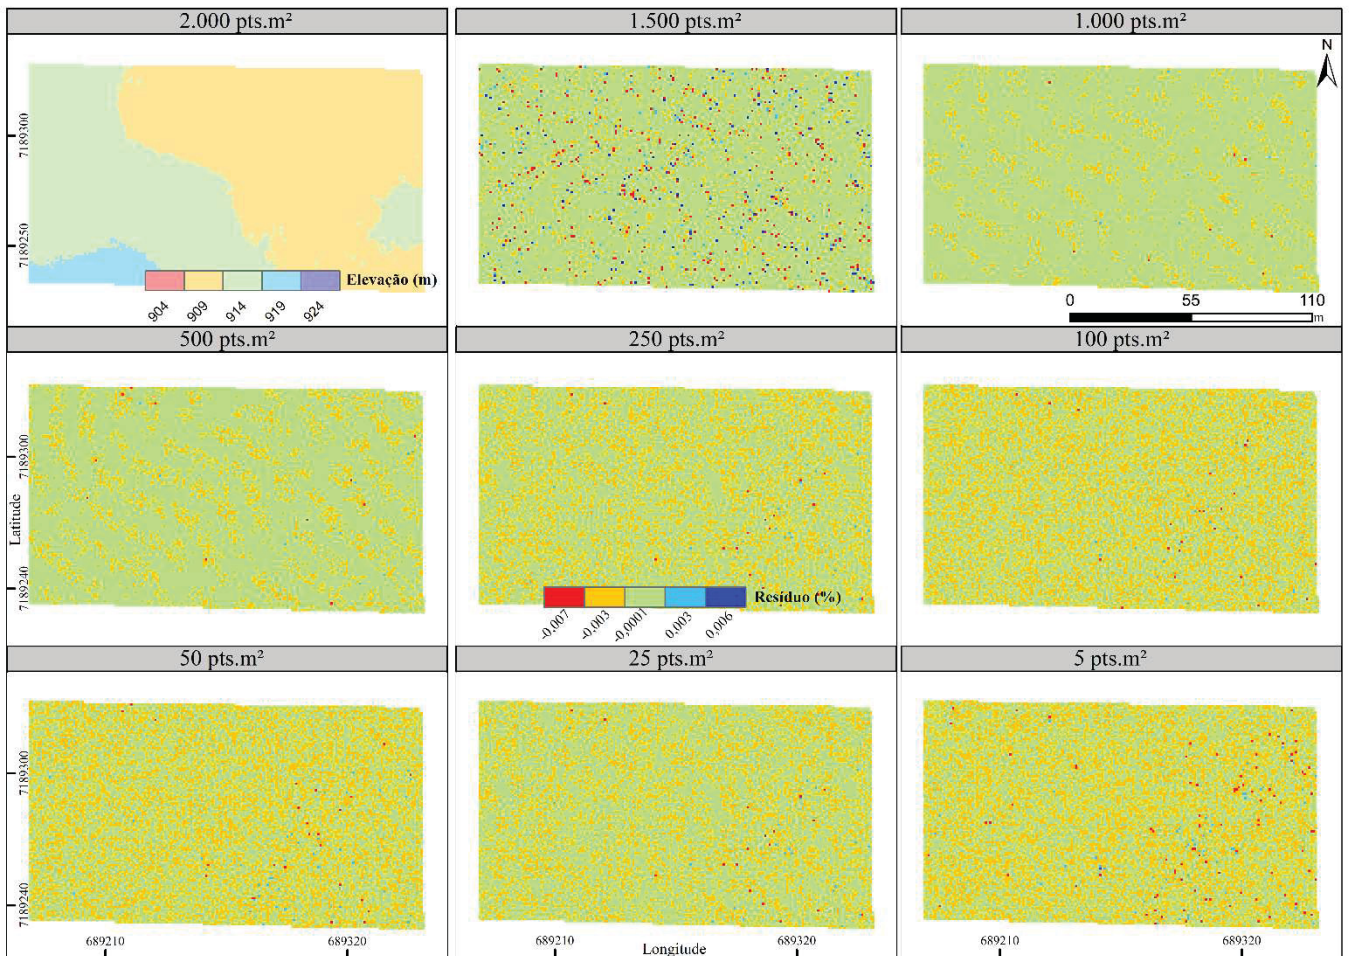 2.000 pts.m²
1.500 pts.m²
1.000 pts.m²
N
7189300
7189250
Elevação (m)
904 909 914 919 924
0 55 110
m
500 pts.m²
250 pts.m²
100 pts.m²
7189300
Latitude
7189240
Resíduo (%)
-0,007 -0,003 -0,0001 0,003 0,006
50 pts.m²
25 pts.m²
5 pts.m²
7189300
7189240
689210 689320 689210 689320 689210 689320
Longitude